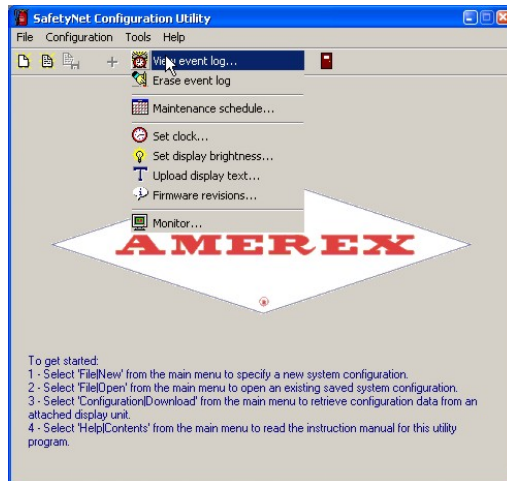 SafetyNet Configuration Utility
File Configuration Tools Help
View event log...
Erase event log
Maintenance schedule...
Set clock...
Set display brightness...
Upload display text...
Firmware revisions...
Monitor...
AMEREX
To get started:
1 - Select 'File|New' from the main menu to specify a new system configuration.
2 - Select 'File|Open' from the main menu to open an existing saved system configuration.
3 - Select 'Configuration|Download' from the main menu to retrieve configuration data from an
attached display unit.
4 - Select 'Help|Contents' from the main menu to read the instruction manual for this utility
program.